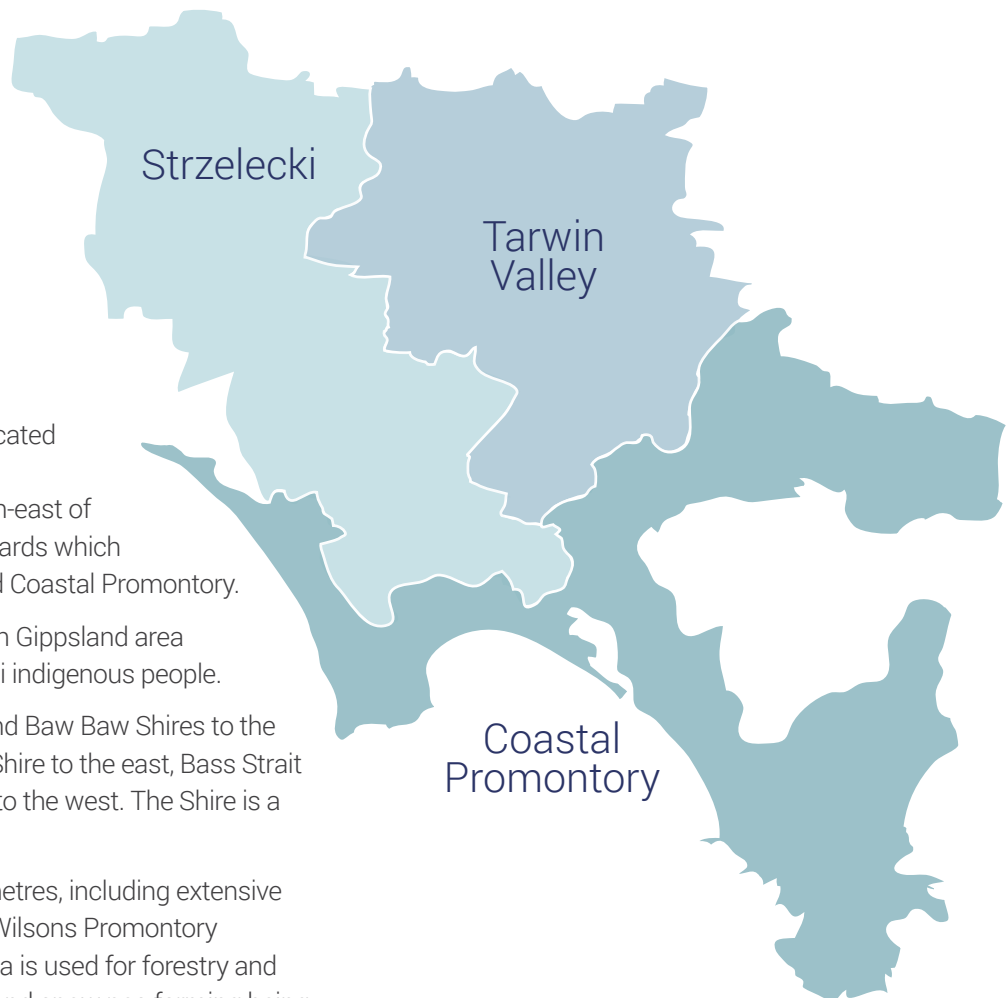 Strzelecki
Tarwin
Valley
Coastal
Promontory
cated
-east of
ards which
Coastal Promontory.
Gippsland area
i indigenous people.
nd Baw Baw Shires to the
Shire to the east, Bass Strait
to the west. The Shire is a
etres, including extensive
Wilsons Promontory
a is used for forestry and